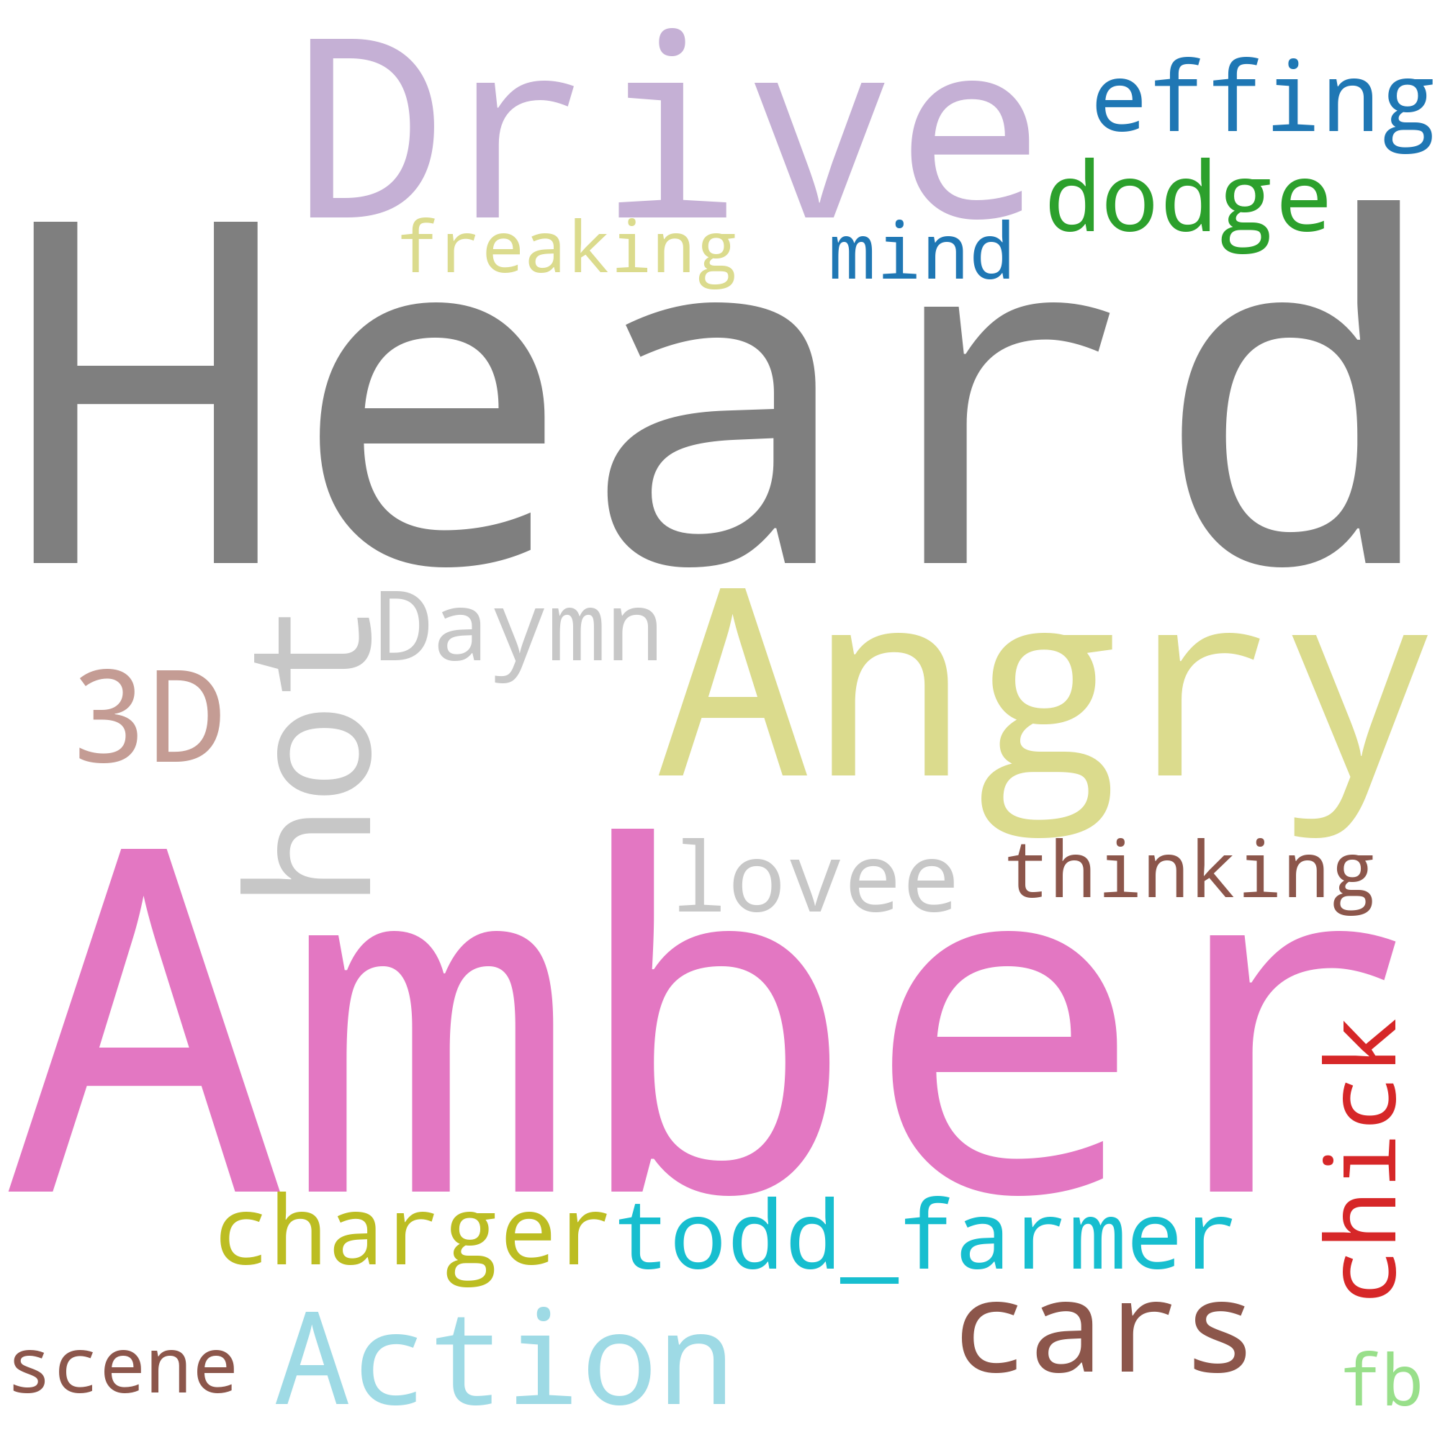 Drive
effing
dodge
freaking
mind
Heard
Daymn
Angry
3D
hot
lovee
thinking
Amber
chick
charger
todd_farmer
cars
scene
Action
fb